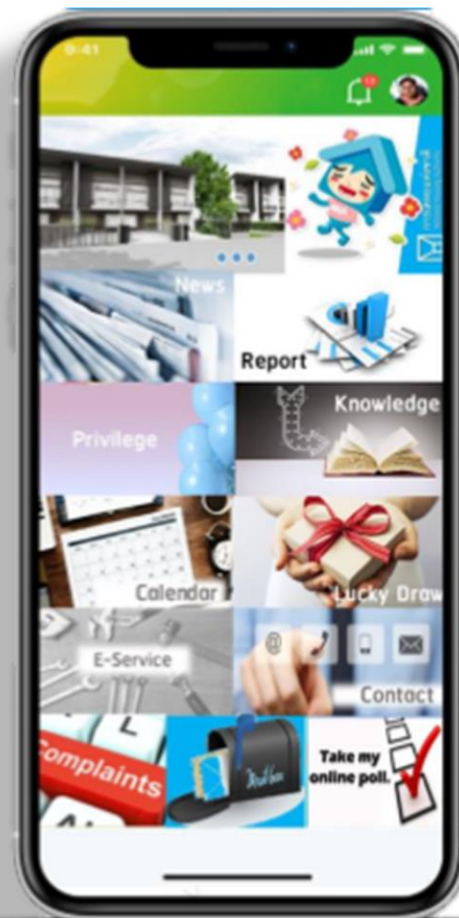 9:41
News
Report
Privilege
Knowledge
Calendar
Lucky Draw
E-Service
Contact
Complaints
Take my
online poll.